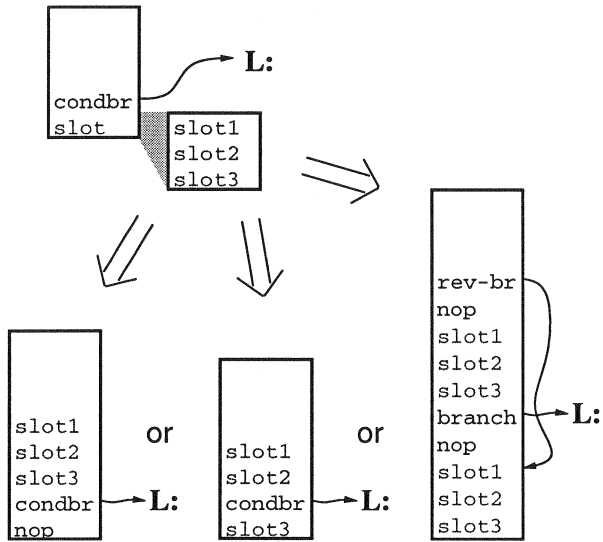 L:
condbr
slot
slot1
slot2
slot3
rev-br
nop
slot1
slot2
slot3
branch
L:
nop
slot1
slot2
slot3
slot1
slot2
slot3
condbr
L:
nop
or
slot1
slot2
condbr
L:
slot3
or